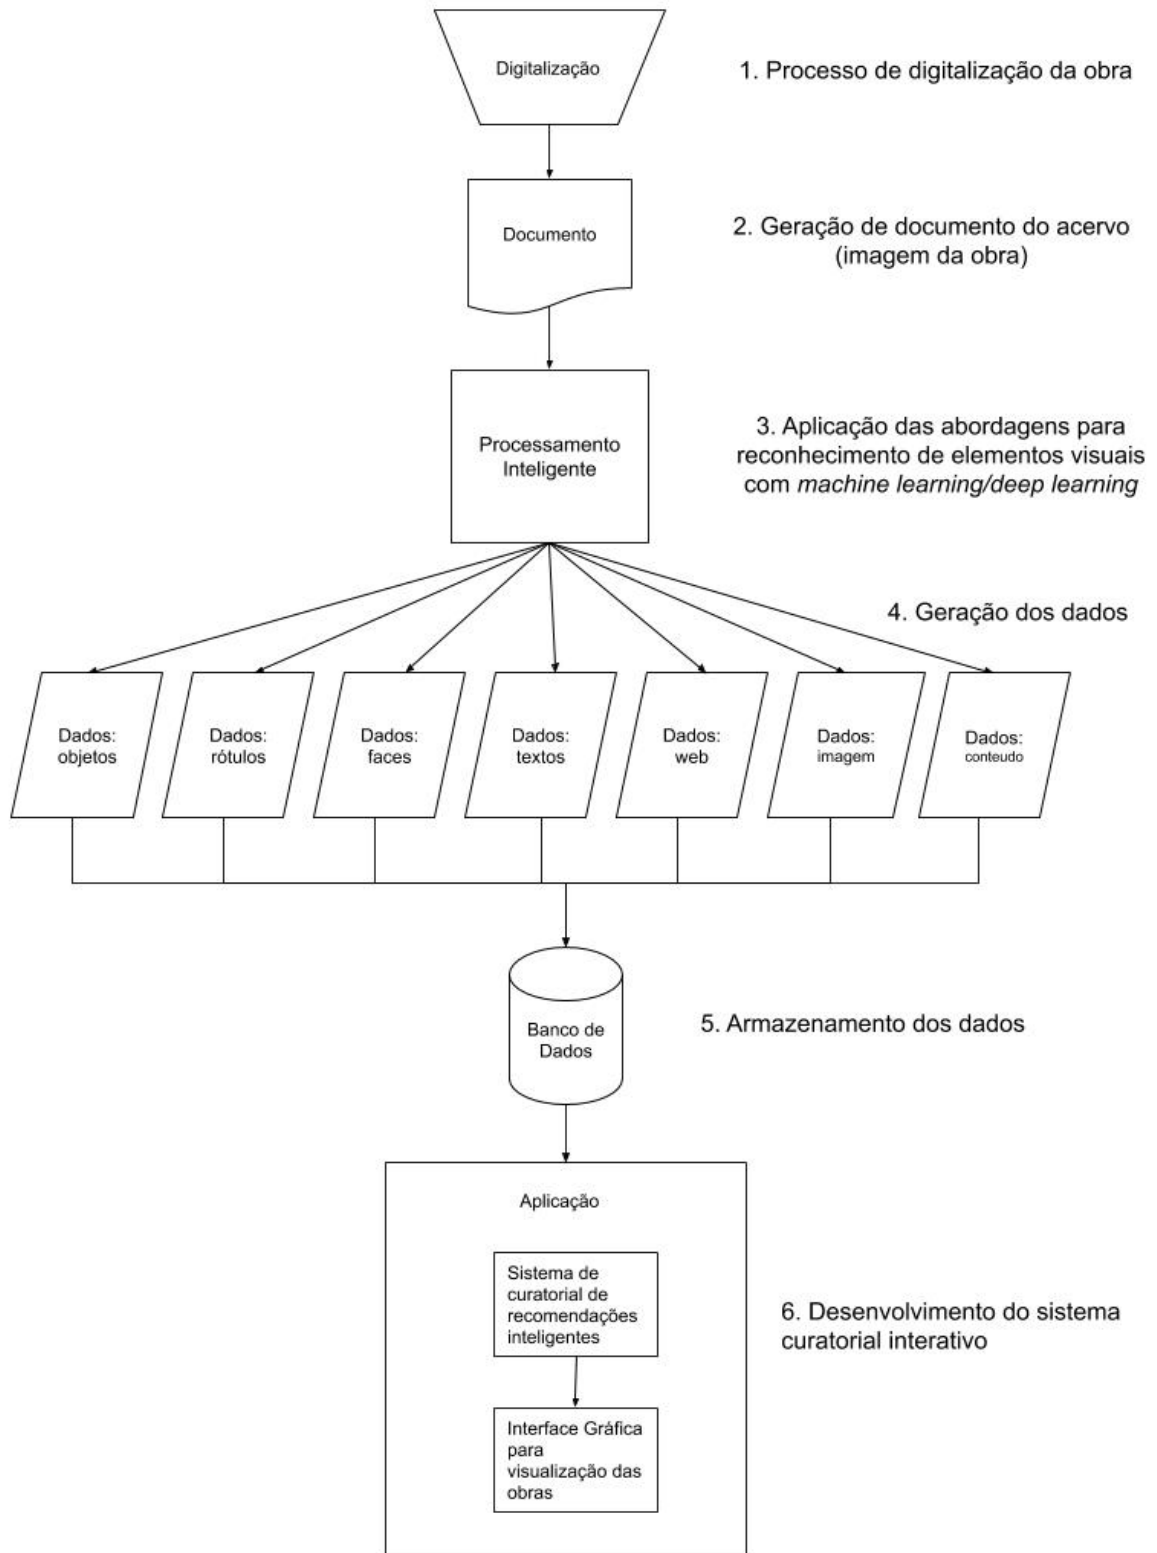 Digitalização
1. Processo de digitalização da obra
Documento
2. Geração de documento do acervo
(imagem da obra)
Processamento
Inteligente
3. Aplicação das abordagens para
reconhecimento de elementos visuais
com machine learning/deep learning
4. Geração dos dados
Dados:
objetos
Dados:
rótulos
Dados:
faces
Dados:
textos
Dados:
web
Dados:
imagem
Dados:
conteudo
Banco de
Dados
5. Armazenamento dos dados
Aplicação
Sistema de
curatorial de
recomendações
inteligentes
6. Desenvolvimento do sistema
curatorial interativo
Interface Gráfica
para
visualização das
obras